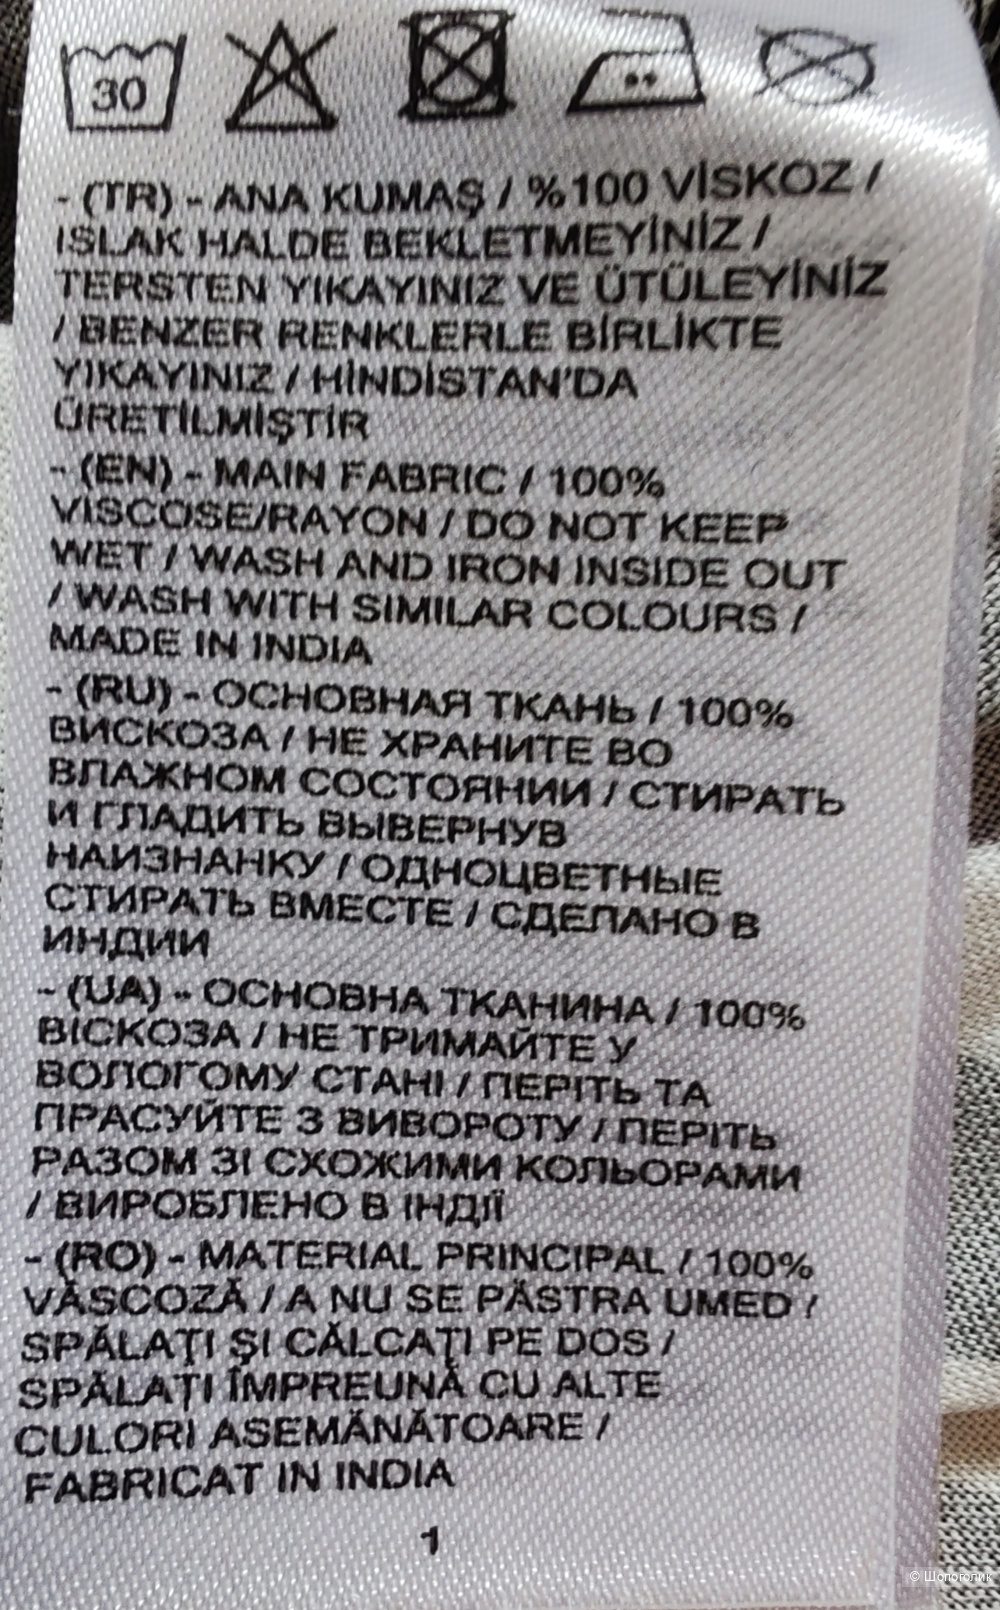 30
- (TR) - ANA KUMAŞ / %100 VİSKOZ /
ISLAK HALDE BEKLETMEYİNİZ /
TERSTEN YIKAYINIZ VE ÜTÜLEYİNİZ
/ BENZER RENKLERLE BİRLİKTE
YIKAYINIZ / HİNDİSTAN'DA
ÜRETİLMİŞTİR
- (EN) - MAIN FABRIC / 100%
VISCOSE/RAYON / DO NOT KEEP
WET / WASH AND IRON INSIDE OUT
/ WASH WITH SIMILAR COLOURS /
MADE IN INDIA
- (RU) - ОСНОВНАЯ ТКАНЬ / 100%
ВИСКОЗА / НЕ ХРАНИТЕ ВО
ВЛАЖНОМ СОСТОЯНИИ / СТИРАТЬ
И ГЛАДИТЬ ВЫВЕРНУВ
НАИЗНАНКУ / ОДНОЦВЕТНЫЕ
СТИРАТЬ ВМЕСТЕ / СДЕЛАНО В
ИНДИИ
- (UA) - ОСНОВНА ТКАНИНА / 100%
ВІСКОЗА / НЕ ТРИМАЙТЕ У
ВОЛОГОМУ СТАНІ / ПЕРІТЬ ТА
ПРАСУЙТЕ З ВИВОРОТУ / ПЕРІТЬ
РАЗОМ ЗІ СХОЖИМИ КОЛЬОРАМИ
/ ВИРОБЛЕНО В ІНДІЇ
- (RO) - MATERIAL PRINCIPAL / 100%
VĂSCOZĂ / A NU SE PĂSTRA UMED /
SPĂLAȚI ȘI CĂLCAȚI PE DOS /
SPĂLAȚI ÎMPREUNĂ CU ALTE
CULORI ASEMĂNĂTOARE /
FABRICAT IN INDIA
1
© Шопоголик